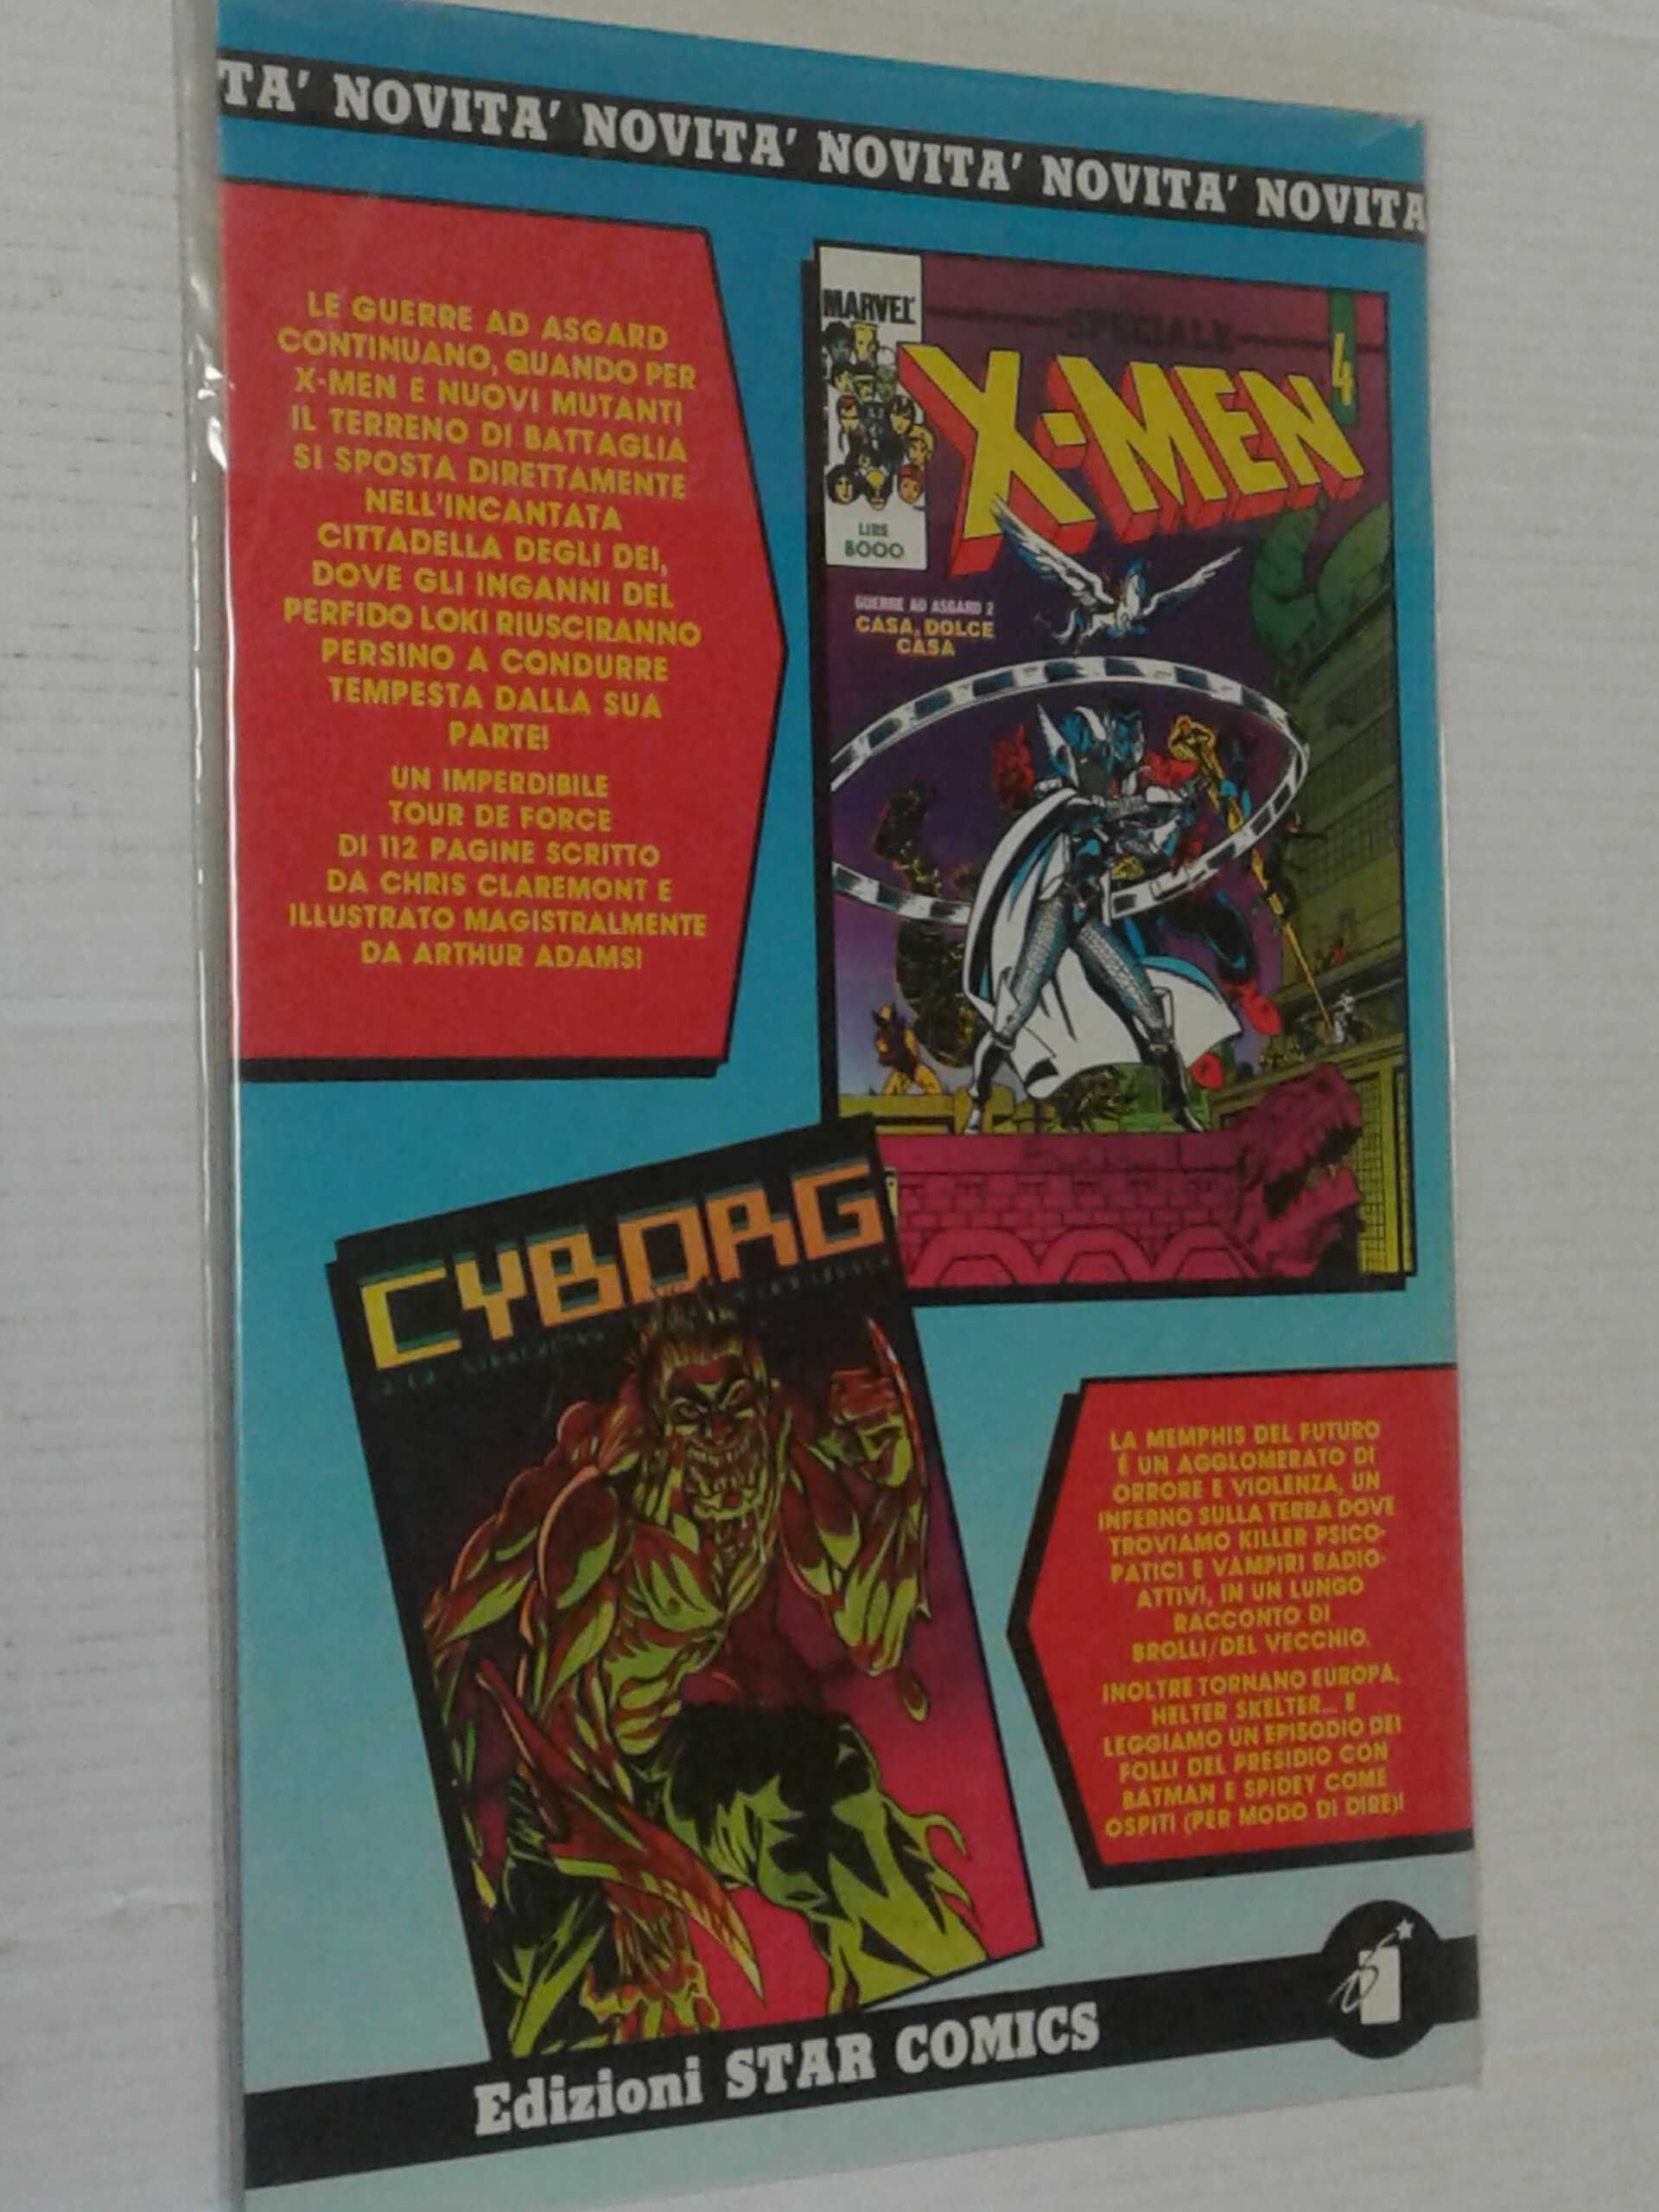 TA' NOVITA' NOVITA' NOVITA' NOVITA' NOVITA
LE GUERRE AD ASGARD
CONTINUANO, QUANDO PER
X-MEN E NUOVI MUTANTI
IL TERRENO DI BATTAGLIA
SI SPOSTA DIRETTAMENTE
NELL'INCANTATA
CITTADELLA DEGLI DEI,
DOVE GLI INGANNI DEL
PERFIDO LOKI RIUSCIRANNO
PERSINO A CONDURRE
TEMPESTA DALLA SUA
PARTE!
UN IMPERDIBILE
TOUR DE FORCE
DI 112 PAGINE SCRITTO
DA CHRIS CLAREMONT E
ILLUSTRATO MAGISTRALMENTE
DA ARTHUR ADAMS!
MARVEL
SPECIALE
X-MEN
4
LIRE
8000
GUERRE AD ASGARD 2
CASA, DOLCE
CASA
CYBORG
LA MEMPHIS DEL FUTURO
É UN AGGLOMERATO DI
ORRORE E VIOLENZA, UN
INFERNO SULLA TERRA DOVE
TROVIAMO KILLER PSICO-
PATICI E VAMPIRI RADIO-
ATTIVI, IN UN LUNGO
RACCONTO DI
BROLLI/DEL VECCHIO.
INOLTRE TORNANO EUROPA,
HELTER SKELTER... E
LEGGIAMO UN EPISODIO DEI
FOLLI DEL PRESIDIO CON
BATMAN E SPIDEY COME
OSPITI (PER MODO DI DIRE)!
Edizioni STAR COMICS